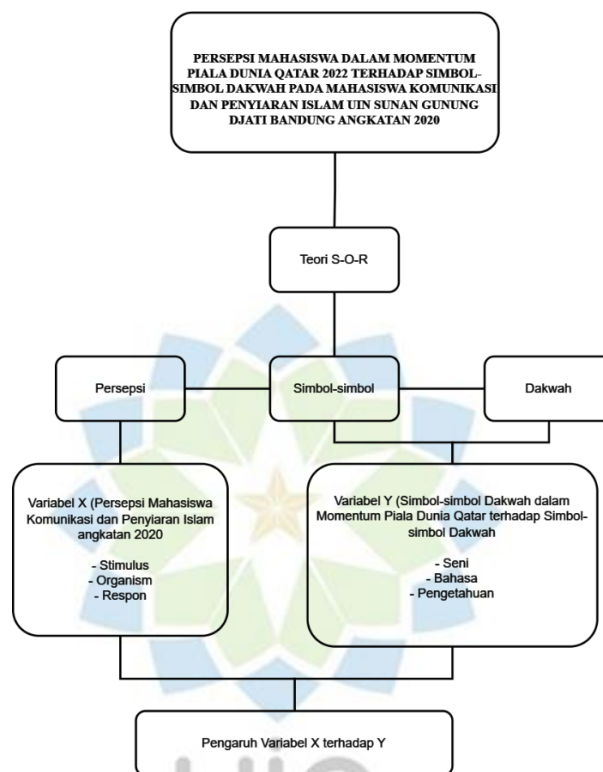 PERSEPSI MAHASISWA DALAM MOMENTUM
PIALA DUNIA QATAR 2022 TERHADAP SIMBOL-
SIMBOL DAKWAH PADA MAHASISWA KOMUNIKASI
DAN PENYIARAN ISLAM UIN SUNAN GUNUNG
DJATI BANDUNG ANGKATAN 2020
Teori S-O-R
Persepsi
Simbol-simbol
Dakwah
Variabel X (Persepsi Mahasiswa
Komunikasi dan Penyiaran Islam
angkatan 2020
- Stimulus
- Organism
- Respon
Variabel Y (Simbol-simbol Dakwah dalam
Momentum Piala Dunia Qatar terhadap Simbol-
simbol Dakwah
- Seni
- Bahasa
- Pengetahuan
Pengaruh Variabel X terhadap Y